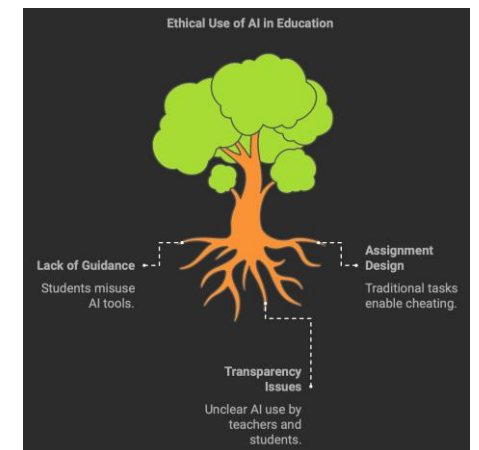 Ethical Use of AI in Education
Lack of Guidance
Students misuse
AI tools.
Assignment
Design
Traditional tasks
enable cheating.
Transparency
Issues
Unclear AI use by
teachers and
students.